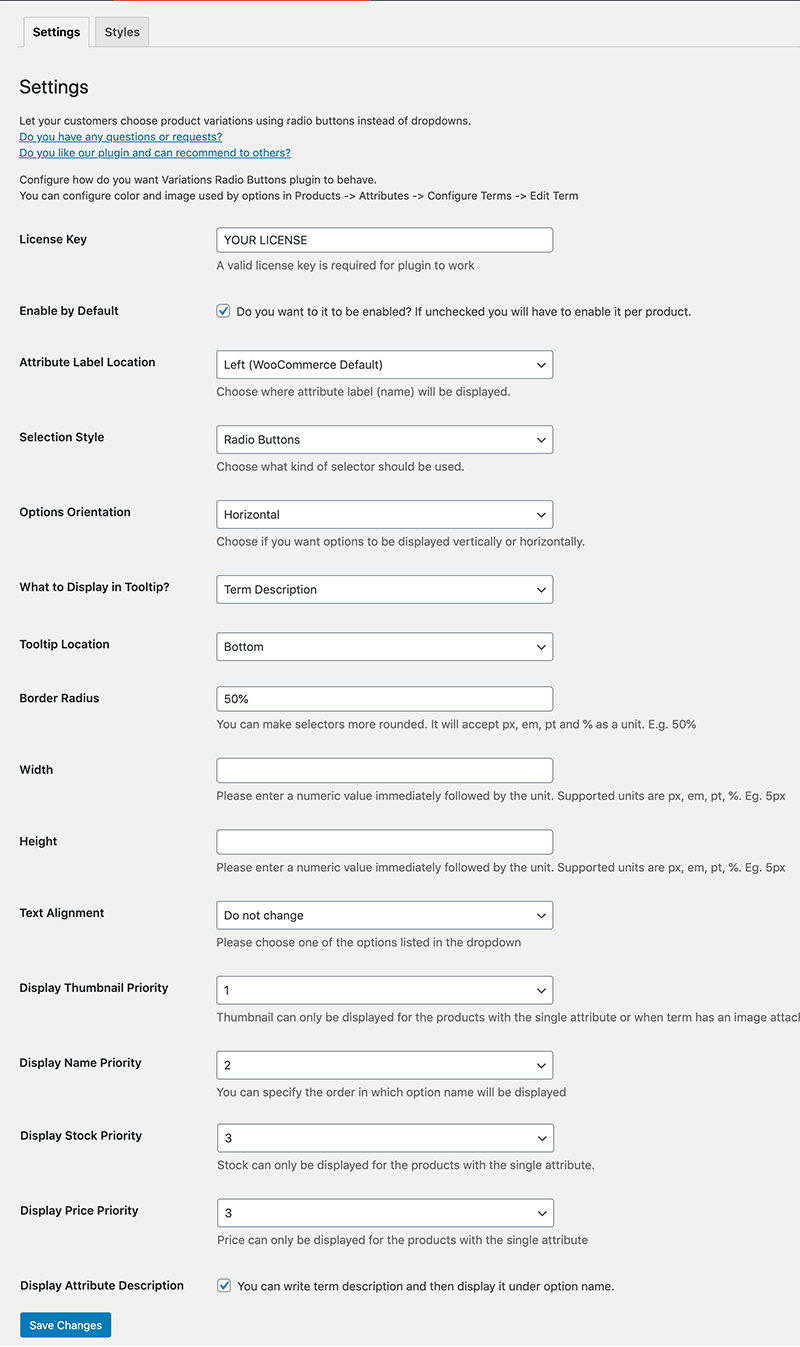 Settings Styles
Settings
Let your customers choose product variations using radio buttons instead of dropdowns.
Do you have any questions or requests?
Do you like our plugin and can recommend to others?
Configure how do you want Variations Radio Buttons plugin to behave.
You can configure color and image used by options in Products -> Attributes -> Configure Terms -> Edit Term
License Key YOUR LICENSE
A valid license key is required for plugin to work
Enable by Default Do you want to it to be enabled? If unchecked you will have to enable it per product.
Attribute Label Location Left (WooCommerce Default)
Choose where attribute label (name) will be displayed.
Selection Style Radio Buttons
Choose what kind of selector should be used.
Options Orientation Horizontal
Choose if you want options to be displayed vertically or horizontally.
What to Display in Tooltip? Term Description
Tooltip Location Bottom
Border Radius 50%
You can make selectors more rounded. It will accept px, em, pt and % as a unit. E.g. 50%
Width
Please enter a numeric value immediately followed by the unit. Supported units are px, em, pt, %. Eg. 5px
Height
Please enter a numeric value immediately followed by the unit. Supported units are px, em, pt, %. Eg. 5px
Text Alignment Do not change
Please choose one of the options listed in the dropdown
Display Thumbnail Priority 1
Thumbnail can only be displayed for the products with the single attribute or when term has an image attach
Display Name Priority 2
You can specify the order in which option name will be displayed
Display Stock Priority 3
Stock can only be displayed for the products with the single attribute.
Display Price Priority 3
Price can only be displayed for the products with the single attribute
Display Attribute Description You can write term description and then display it under option name.
Save Changes